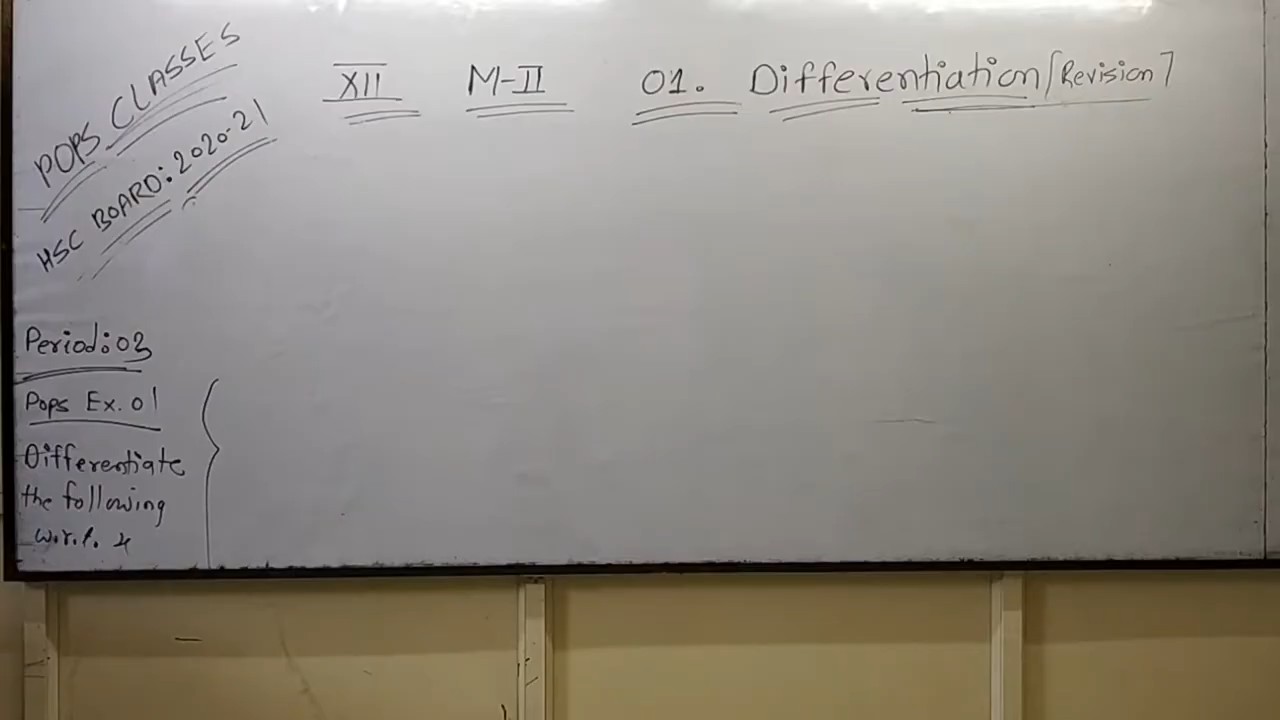 POPS CLASSES
HSC BOARD: 2020-21
XII M-II 01. Differentiation [Revision]
Period: 03
Pops Ex. 01
Differentiate
the following
w.r.t. x